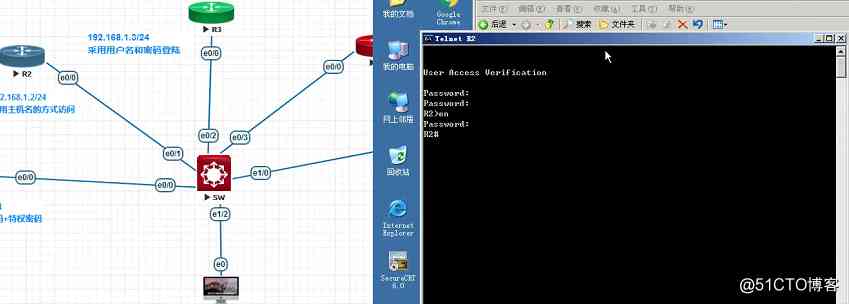 R3
192.168.1.3/24
采用用户名和密码登陆
e0/0
R2
e0/0
e0/0
2.168.1.2/24
用主机名的方式访问
e0/1
e0/2
e0/3
e1/0
e0/0
e0/0
SW
码+特权密码
e1/2
e0
我的文档
Google
Chrome
我的电脑
网上邻居
回收站
Internet
Explorer
SecureCRT
6.0
文件(F) 编辑(E) 查看(V) 收藏(A) 工具(T) 帮助(H)
后退
搜索
文件夹
Telnet R2
User Access Verification
Password:
Password:
R2>en
Password:
R2#
@51CTO博客